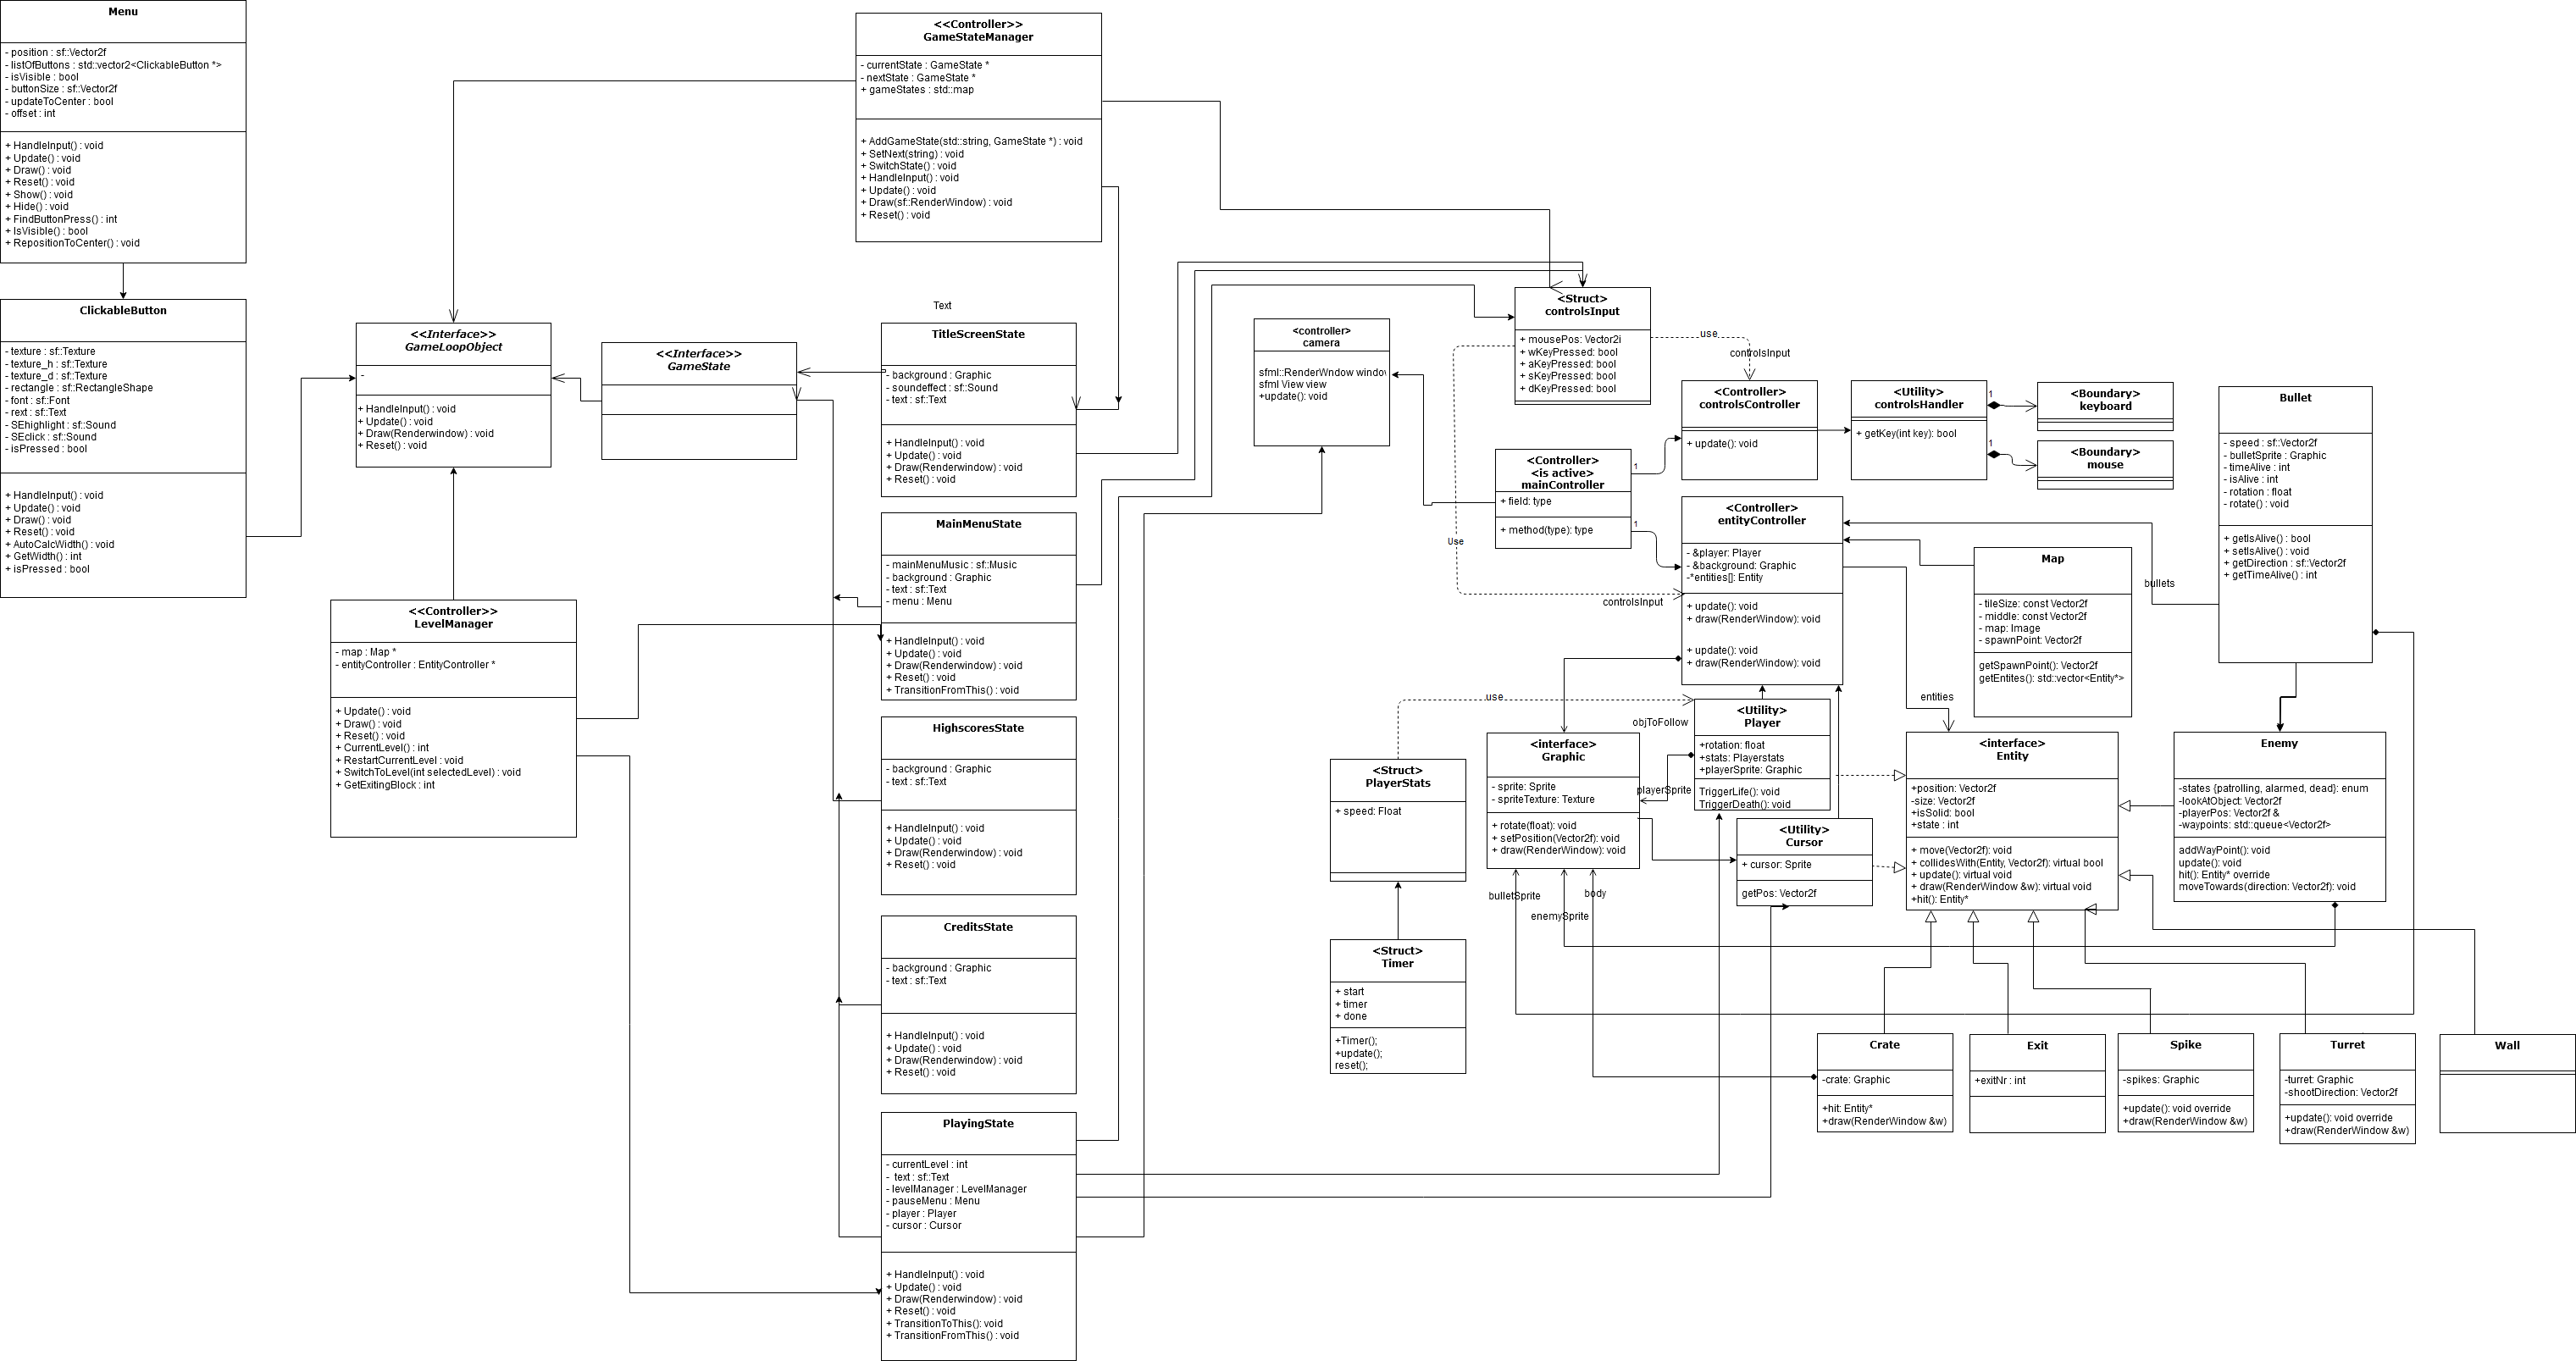 Menu
- position : sf::Vector2f
- listOfButtons : std::vector2<ClickableButton *>
- isVisible : bool
- buttonSize : sf::Vector2f
- updateToCenter : bool
- offset : int
+ HandleInput() : void
+ Update() : void
+ Draw() : void
+ Reset() : void
+ Show() : void
+ Hide() : void
+ FindButtonPress() : int
+ IsVisible() : bool
+ RepositionToCenter() : void
ClickableButton
- texture : sf::Texture
- texture_h : sf::Texture
- texture_d : sf::Texture
- rectangle : sf::RectangleShape
- font : sf::Font
- rext : sf::Text
- SEhighlight : sf::Sound
- SEclick : sf::Sound
- isPressed : bool
+ HandleInput() : void
+ Update() : void
+ Draw() : void
+ Reset() : void
+ AutoCalcWidth() : void
+ GetWidth() : int
+ isPressed : bool
<<Interface>>
GameLoopObject
-
+ HandleInput() : void
+ Update() : void
+ Draw(Renderwindow) : void
+ Reset() : void
<<Controller>>
LevelManager
- map : Map *
- entityController : EntityController *
+ Update() : void
+ Draw() : void
+ Reset() : void
+ CurrentLevel() : int
+ RestartCurrentLevel : void
+ SwitchToLevel(int selectedLevel) : void
+ GetExitingBlock : int
<<Interface>>
GameState
<<Controller>>
GameStateManager
- currentState : GameState *
- nextState : GameState *
+ gameStates : std::map
+ AddGameState(std::string, GameState *) : void
+ SetNext(string) : void
+ SwitchState() : void
+ HandleInput() : void
+ Update() : void
+ Draw(sf::RenderWindow) : void
+ Reset() : void
Text
TitleScreenState
- background : Graphic
- soundeffect : sf::Sound
- text : sf::Text
+ HandleInput() : void
+ Update() : void
+ Draw(Renderwindow) : void
+ Reset() : void
MainMenuState
- mainMenuMusic : sf::Music
- background : Graphic
- text : sf::Text
- menu : Menu
+ HandleInput() : void
+ Update() : void
+ Draw(Renderwindow) : void
+ Reset() : void
+ TransitionFromThis() : void
HighscoresState
- background : Graphic
- text : sf::Text
+ HandleInput() : void
+ Update() : void
+ Draw(Renderwindow) : void
+ Reset() : void
CreditsState
- background : Graphic
- text : sf::Text
+ HandleInput() : void
+ Update() : void
+ Draw(Renderwindow) : void
+ Reset() : void
PlayingState
- currentLevel : int
- text : sf::Text
- levelManager : LevelManager
- pauseMenu : Menu
- player : Player
- cursor : Cursor
+ HandleInput() : void
+ Update() : void
+ Draw(Renderwindow) : void
+ Reset() : void
+ TransitionToThis(): void
+ TransitionFromThis() : void
<controller>
camera
sfml::RenderWndow windov
sfml View view
+update(): void
<Struct>
controlsInput
+ mousePos: Vector2i
+ wKeyPressed: bool
+ aKeyPressed: bool
+ sKeyPressed: bool
+ dKeyPressed: bool
use
controlsInput
<Controller>
<is active>
mainController
+ field: type
+ method(type): type
1
1
Use
controlsInput
<Controller>
controlsController
+ update(): void
<Utility>
controlsHandler
+ getKey(int key): bool
1
1
<Boundary>
keyboard
<Boundary>
mouse
<Controller>
entityController
- &player: Player
- &background: Graphic
-*entities[]: Entity
+ update(): void
+ draw(RenderWindow): void
+ update(): void
+ draw(RenderWindow): void
Map
- tileSize: const Vector2f
- middle: const Vector2f
- map: Image
- spawnPoint: Vector2f
getSpawnPoint(): Vector2f
getEntites(): std::vector<Entity*>
bullets
entities
Bullet
- speed : sf::Vector2f
- bulletSprite : Graphic
- timeAlive : int
- isAlive : int
- rotation : float
- rotate() : void
+ getIsAlive() : bool
+ setIsAlive() : void
+ getDirection : sf::Vector2f
+ getTimeAlive() : int
use
objToFollow
<Utility>
Player
+rotation: float
+stats: Playerstats
+playerSprite: Graphic
TriggerLife(): void
TriggerDeath(): void
playerSprite
<interface>
Graphic
- sprite: Sprite
- spriteTexture: Texture
+ rotate(float): void
+ setPosition(Vector2f): void
+ draw(RenderWindow): void
<Struct>
PlayerStats
+ speed: Float
<Struct>
Timer
+ start
+ timer
+ done
+Timer();
+update();
reset();
bulletSprite
enemySprite
body
<Utility>
Cursor
+ cursor: Sprite
getPos: Vector2f
<interface>
Entity
+position: Vector2f
-size: Vector2f
+isSolid: bool
+state : int
+ move(Vector2f): void
+ collidesWith(Entity, Vector2f): virtual bool
+ update(): virtual void
+ draw(RenderWindow &w): virtual void
+hit(): Entity*
Enemy
-states {patrolling, alarmed, dead}: enum
-lookAtObject: Vector2f
-playerPos: Vector2f &
-waypoints: std::queue<Vector2f>
addWayPoint(): void
update(): void
hit(): Entity* override
moveTowards(direction: Vector2f): void
Crate
-crate: Graphic
+hit: Entity*
+draw(RenderWindow &w)
Exit
+exitNr : int
Spike
-spikes: Graphic
+update(): void override
+draw(RenderWindow &w)
Turret
-turret: Graphic
-shootDirection: Vector2f
+update(): void override
+draw(RenderWindow &w)
Wall